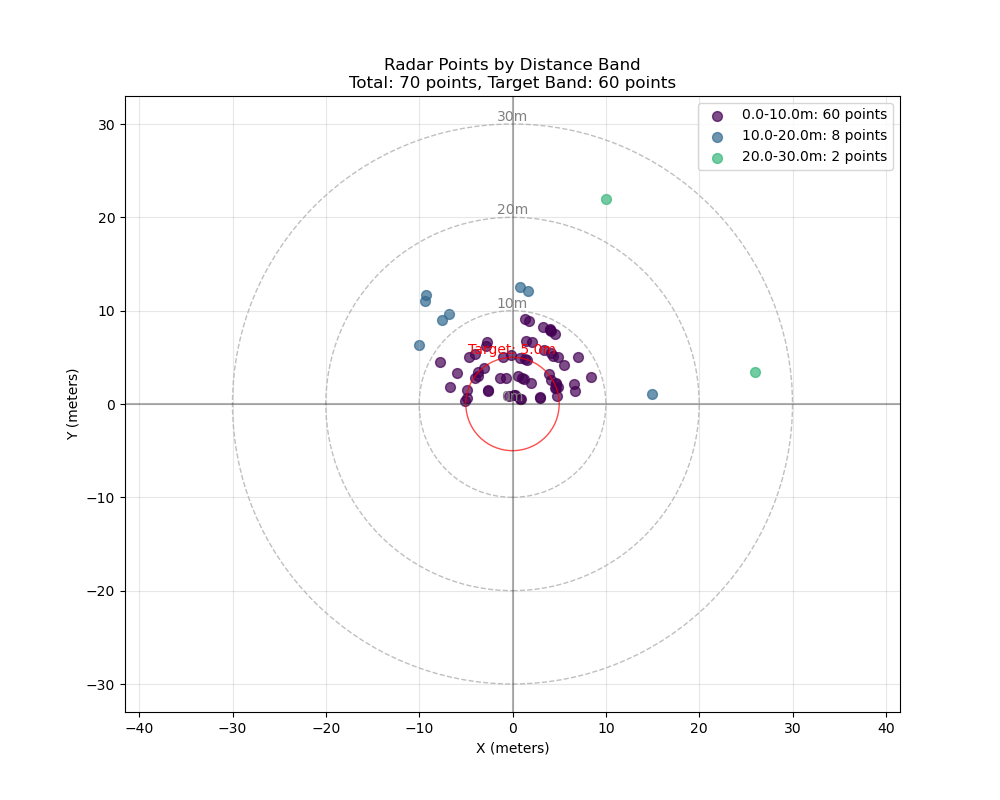 Radar Points by Distance Band
Total: 70 points, Target Band: 60 points
0.0-10.0m: 60 points
10.0-20.0m: 8 points
20.0-30.0m: 2 points
30m
20m
10m
Target: 5.0m
Y (meters)
30
20
10
0
−10
−20
−30
−40
−30
−20
−10
0
10
20
30
40
X (meters)